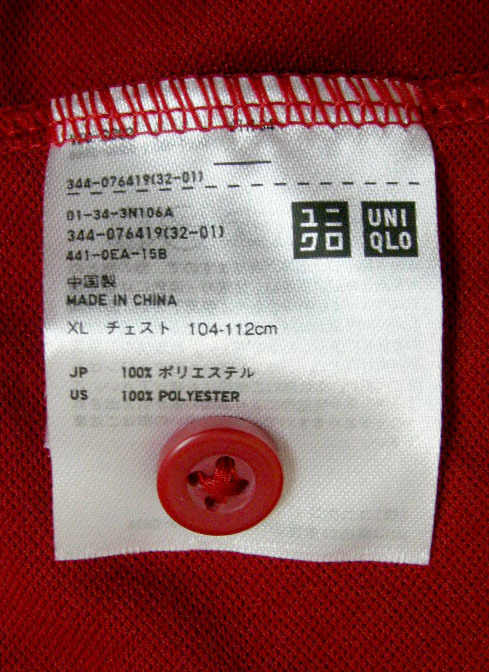 344-076419(32-01)
01-34-3N106A
344-076419(32-01)
441-0EA-15B
ユニ
クロ
UNI
QLO
中国製
MADE IN CHINA
XL チェスト 104-112cm
JP 100% ポリエステル
US 100% POLYESTER